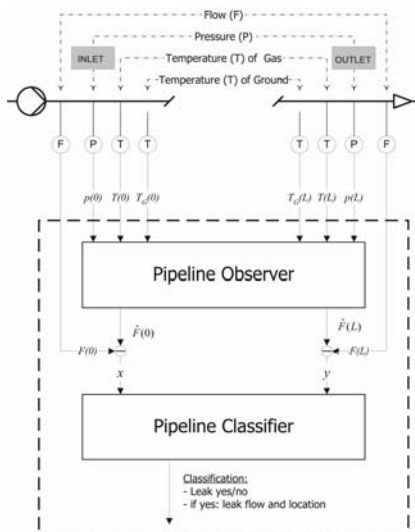 Flow (F)
Pressure (P)
INLET
OUTLET
Temperature (T) of Gas
Temperature (T) of Ground
F P T T T T P F
p(0) T(0) T_G(0) T_G(L) T(L) p(L)
Pipeline Observer
F̂(0) F̂(L)
F(0) F(L)
x y
Pipeline Classifier
Classification:
- Leak yes/no
- if yes: leak flow and location